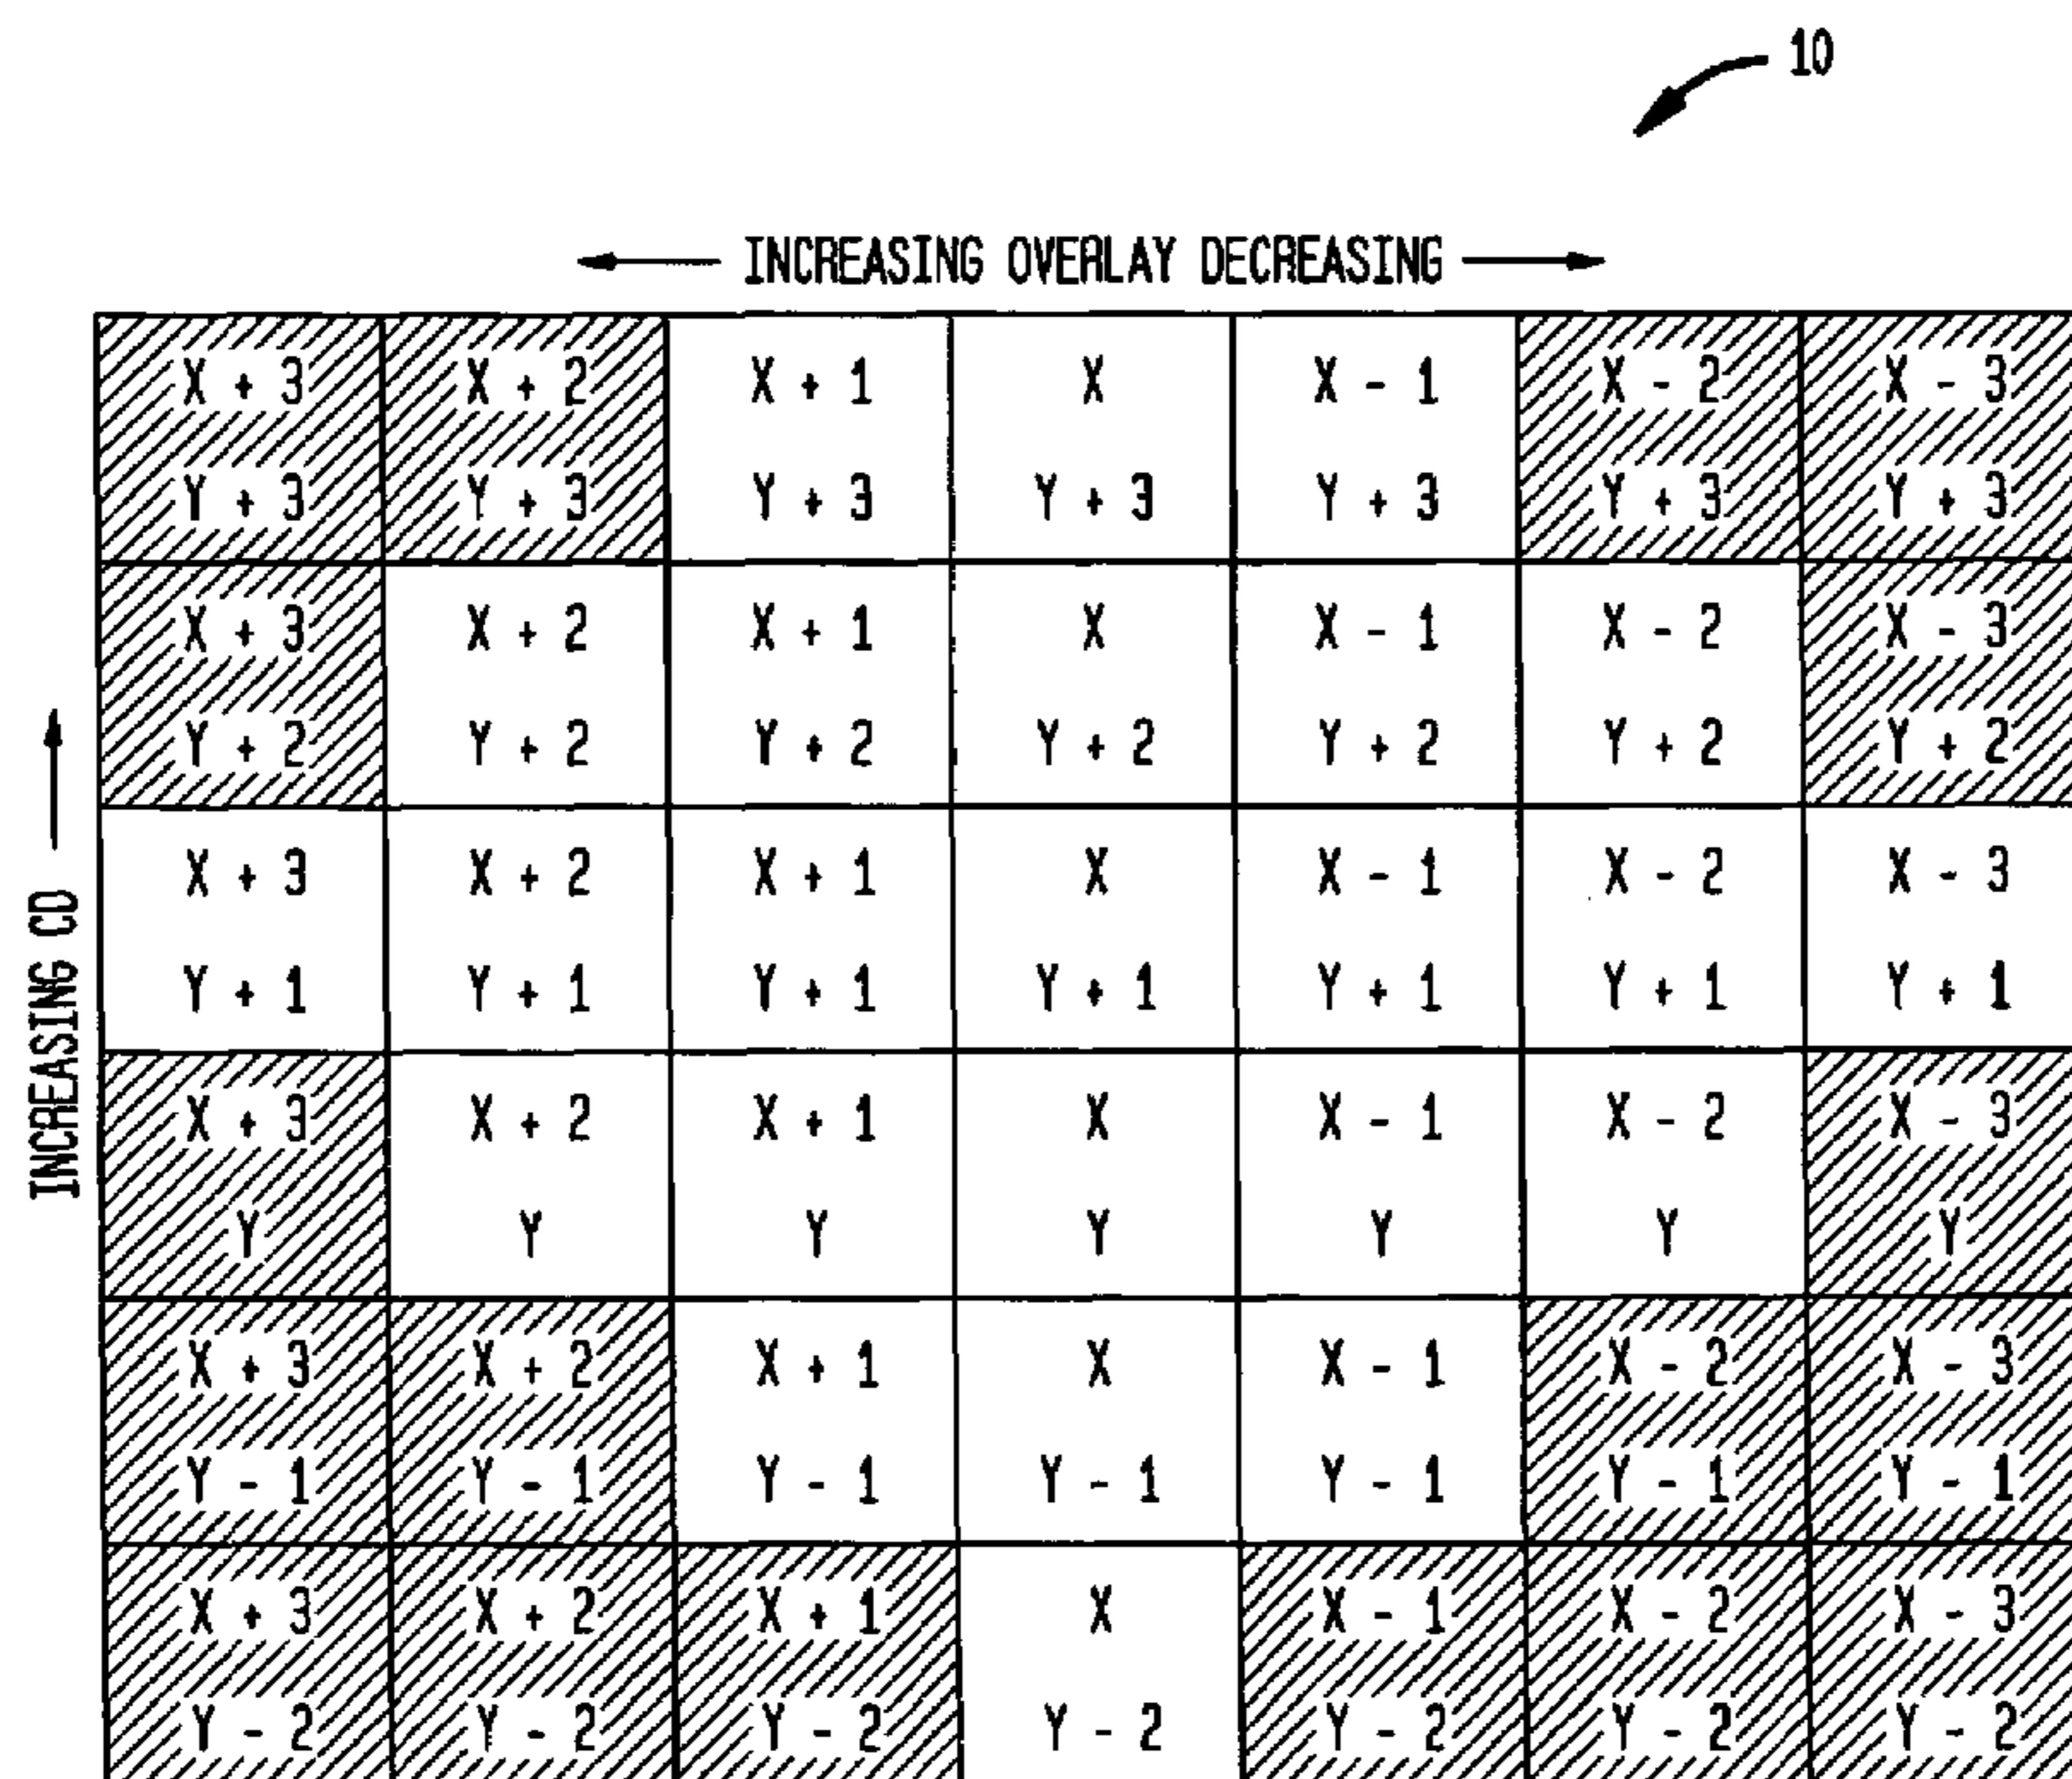 10
INCREASING OVERLAY DECREASING
INCREASING CD
X + 3 X + 2 X + 1 X X - 1 X - 2 X - 3
Y + 3 Y + 3 Y + 3 Y + 3 Y + 3 Y + 3 Y + 3
X + 3 X + 2 X + 1 X X - 1 X - 2 X - 3
Y + 2 Y + 2 Y + 2 Y + 2 Y + 2 Y + 2 Y + 2
X + 3 X + 2 X + 1 X X - 1 X - 2 X - 3
Y + 1 Y + 1 Y + 1 Y + 1 Y + 1 Y + 1 Y + 1
X + 3 X + 2 X + 1 X X - 1 X - 2 X - 3
Y Y Y Y Y Y Y
X + 3 X + 2 X + 1 X X - 1 X - 2 X - 3
Y - 1 Y - 1 Y - 1 Y - 1 Y - 1 Y - 1 Y - 1
X + 3 X + 2 X + 1 X X - 1 X - 2 X - 3
Y - 2 Y - 2 Y - 2 Y - 2 Y - 2 Y - 2 Y - 2